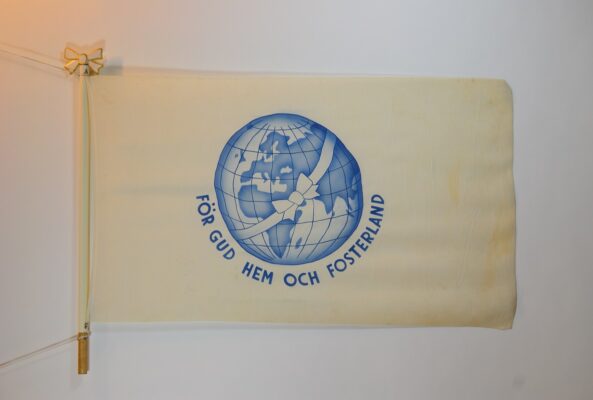 FÖR GUD HEM OCH FOSTERLAND